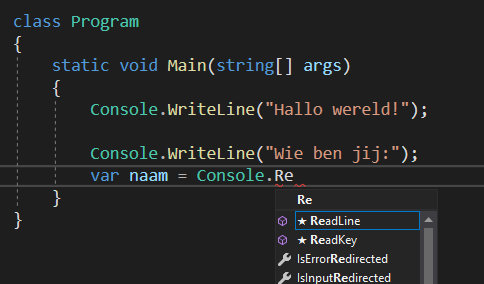 class Program
{
static void Main(string[] args)
{
Console.WriteLine("Hallo wereld!");
Console.WriteLine("Wie ben jij:");
var naam = Console.Re
}
}
Re
★ ReadLine
★ ReadKey
IsErrorRedirected
IsInputRedirected